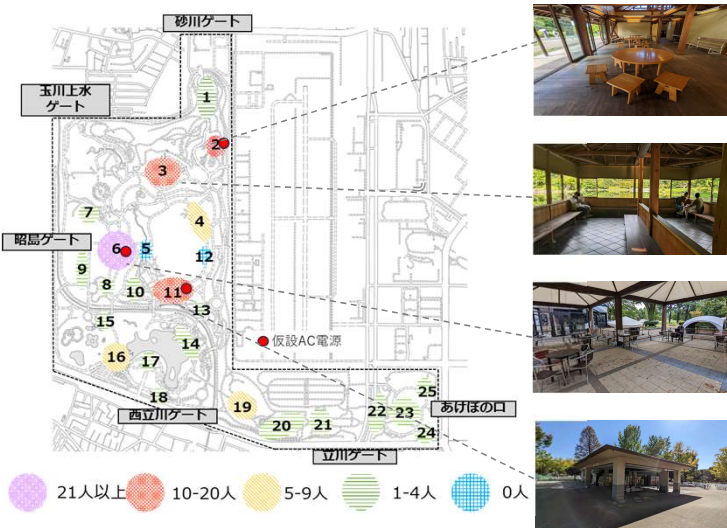 砂川ゲート
玉川上水
ゲート
1
2
3
7
4
昭島ゲート
6
5
12
9
8
10
11
13
15
仮設AC電源
14
16
17
25
18
19
あけぼの口
西立川ゲート
22
23
20
21
24
立川ゲート
21人以上
10-20人
5-9人
1-4人
0人